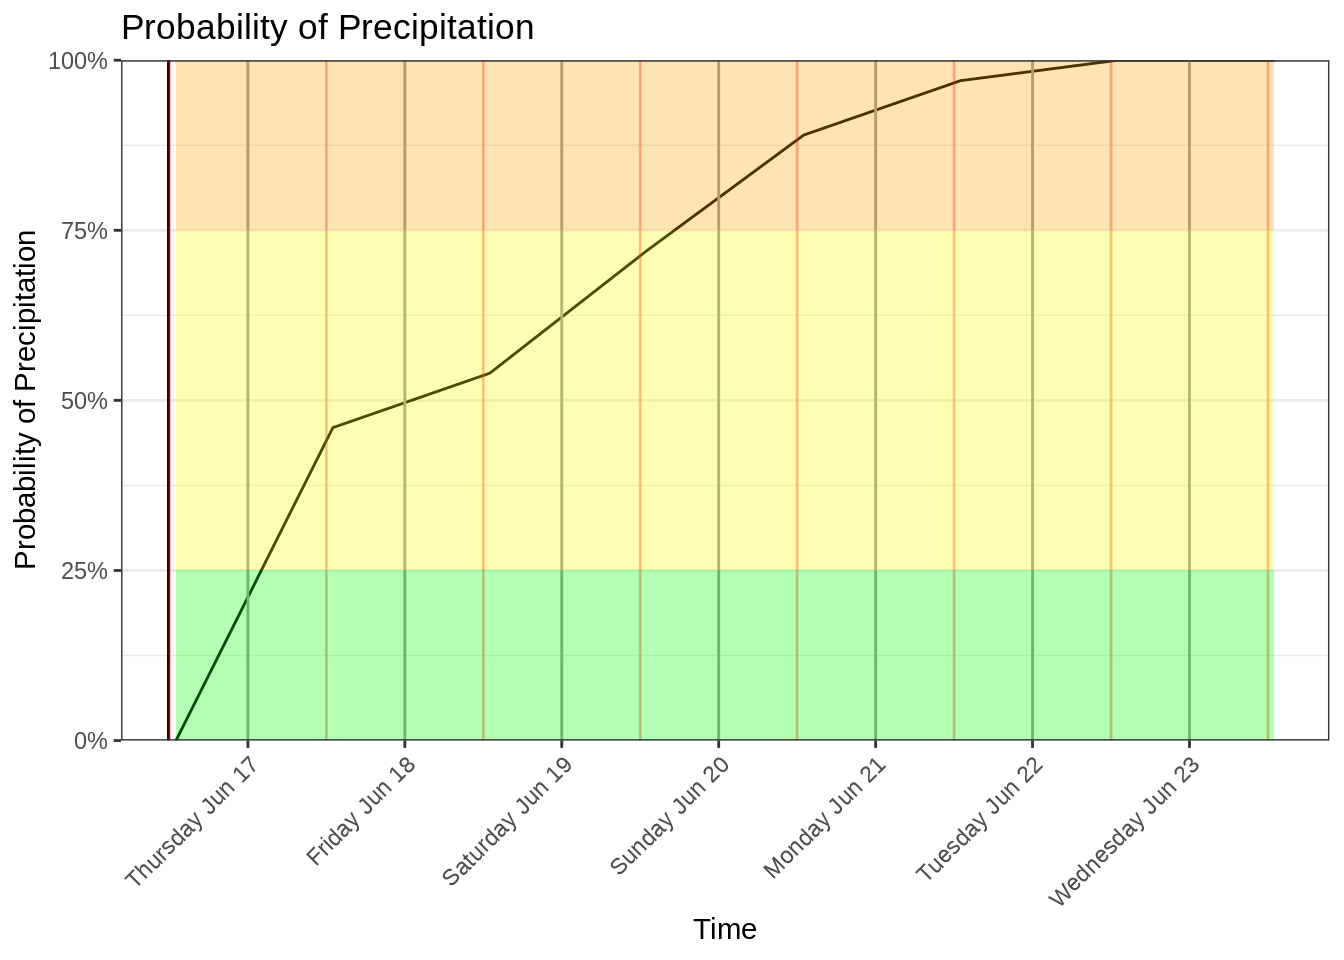 Probability of Precipitation
100%
75%
50%
25%
0%
Probability of Precipitation
Thursday Jun 17
Friday Jun 18
Saturday Jun 19
Sunday Jun 20
Monday Jun 21
Tuesday Jun 22
Wednesday Jun 23
Time